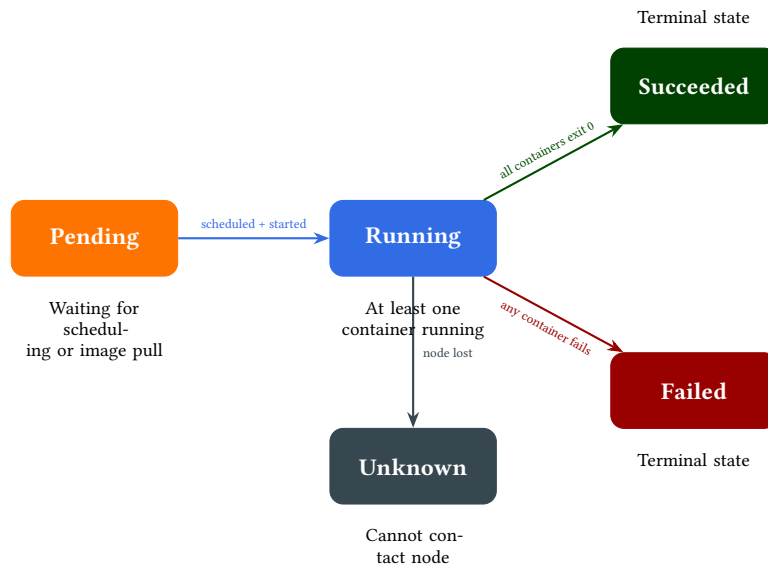 Terminal state
Succeeded
all containers exit 0
Pending
scheduled + started
Running
Waiting for
schedul-
ing or image pull
At least one
container running
any container fails
node lost
Failed
Terminal state
Unknown
Cannot con-
tact node